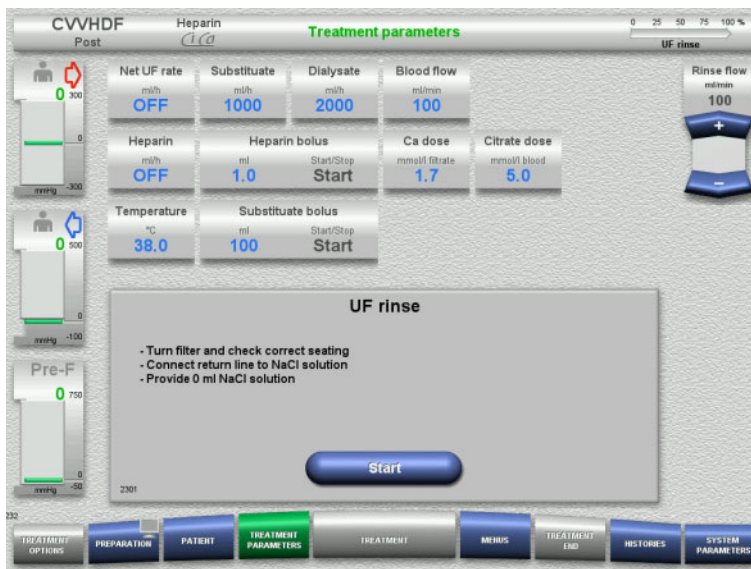 CVVHDF
Post
Heparin
CiCa
Treatment parameters
0 25 50 75 100 %
UF rinse
0 300
0
mmHg -300
Net UF rate
ml/h
OFF
Substituate
ml/h
1000
Dialysate
ml/h
2000
Blood flow
ml/min
100
Rinse flow
ml/min
100
+
–
Heparin
ml/h
OFF
Heparin bolus
ml Start/Stop
1.0 Start
Ca dose
mmol/l filtrate
1.7
Citrate dose
mmol/l blood
5.0
0 500
0
mmHg -100
Temperature
°C
38.0
Substituate bolus
ml Start/Stop
100 Start
UF rinse
- Turn filter and check correct seating
- Connect return line to NaCl solution
- Provide 0 ml NaCl solution
Start
2301
Pre-F
0 750
0
mmHg -50
232
TREATMENT
OPTIONS
PREPARATION
PATIENT
TREATMENT
PARAMETERS
TREATMENT
MENUS
TREATMENT
END
HISTORIES
SYSTEM
PARAMETERS